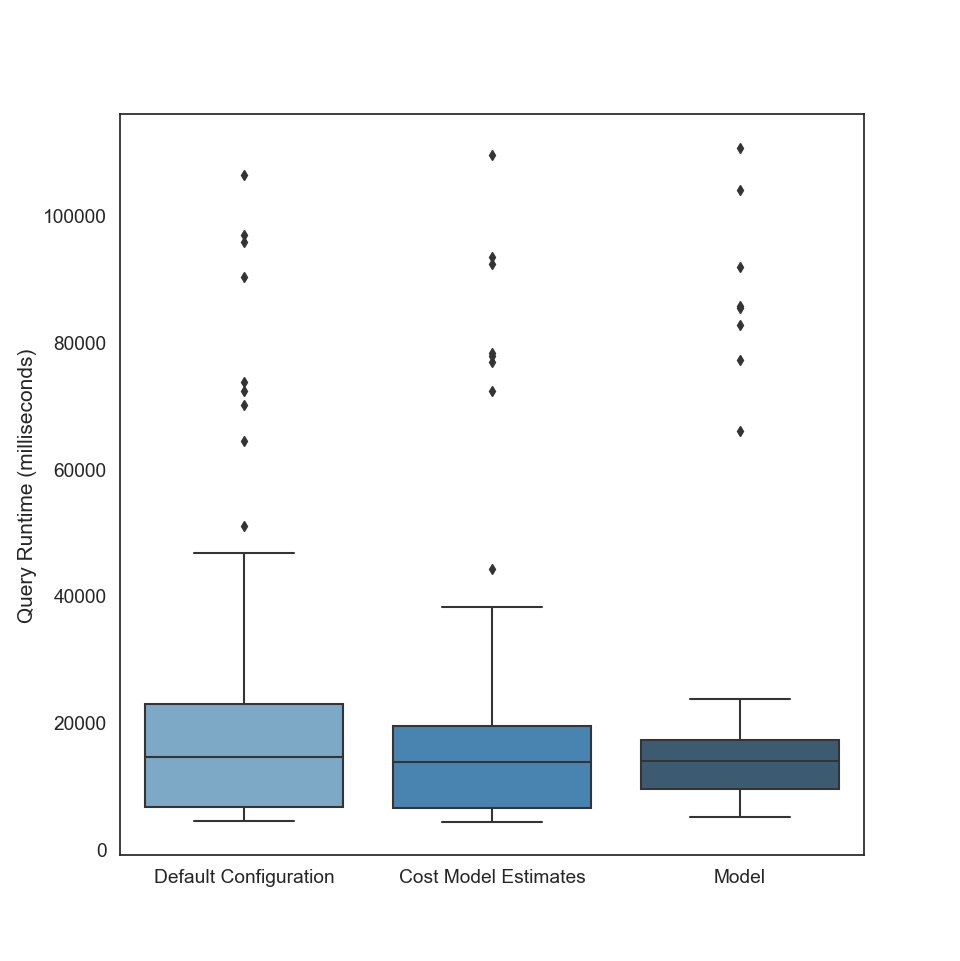 Query Runtime (milliseconds)
100000
80000
60000
40000
20000
0
Default Configuration
Cost Model Estimates
Model